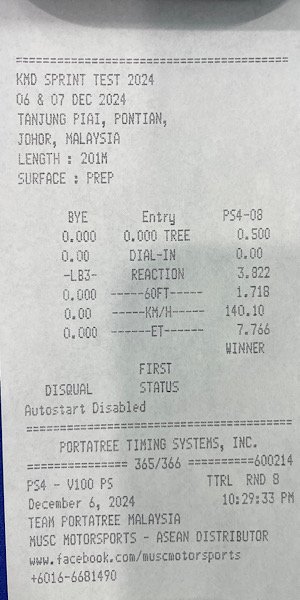 ================================
KMD SPRINT TEST 2024
06 & 07 DEC 2024
TANJUNG PIAI, PONTIAN,
JOHOR, MALAYSIA
LENGTH : 201M
SURFACE : PREP
BYE Entry PS4-08
0.000 0.000 TREE 0.500
0.00 DIAL-IN 0.00
-LB3- REACTION 3.822
0.000 ------60FT----- 1.718
0.00 ------KM/H----- 140.10
0.000 ------ET------- 7.766
WINNER
FIRST
DISQUAL STATUS
Autostart Disabled
================================
PORTATREE TIMING SYSTEMS, INC.
============== 365/366 ==========600214
PS4 - V100 PS TTRL RND 8
December 6, 2024 10:29:33 PM
TEAM PORTATREE MALAYSIA
MUSC MOTORSPORTS - ASEAN DISTRIBUTOR
www.facebook.com/muscmotorsports
+6016-6681490